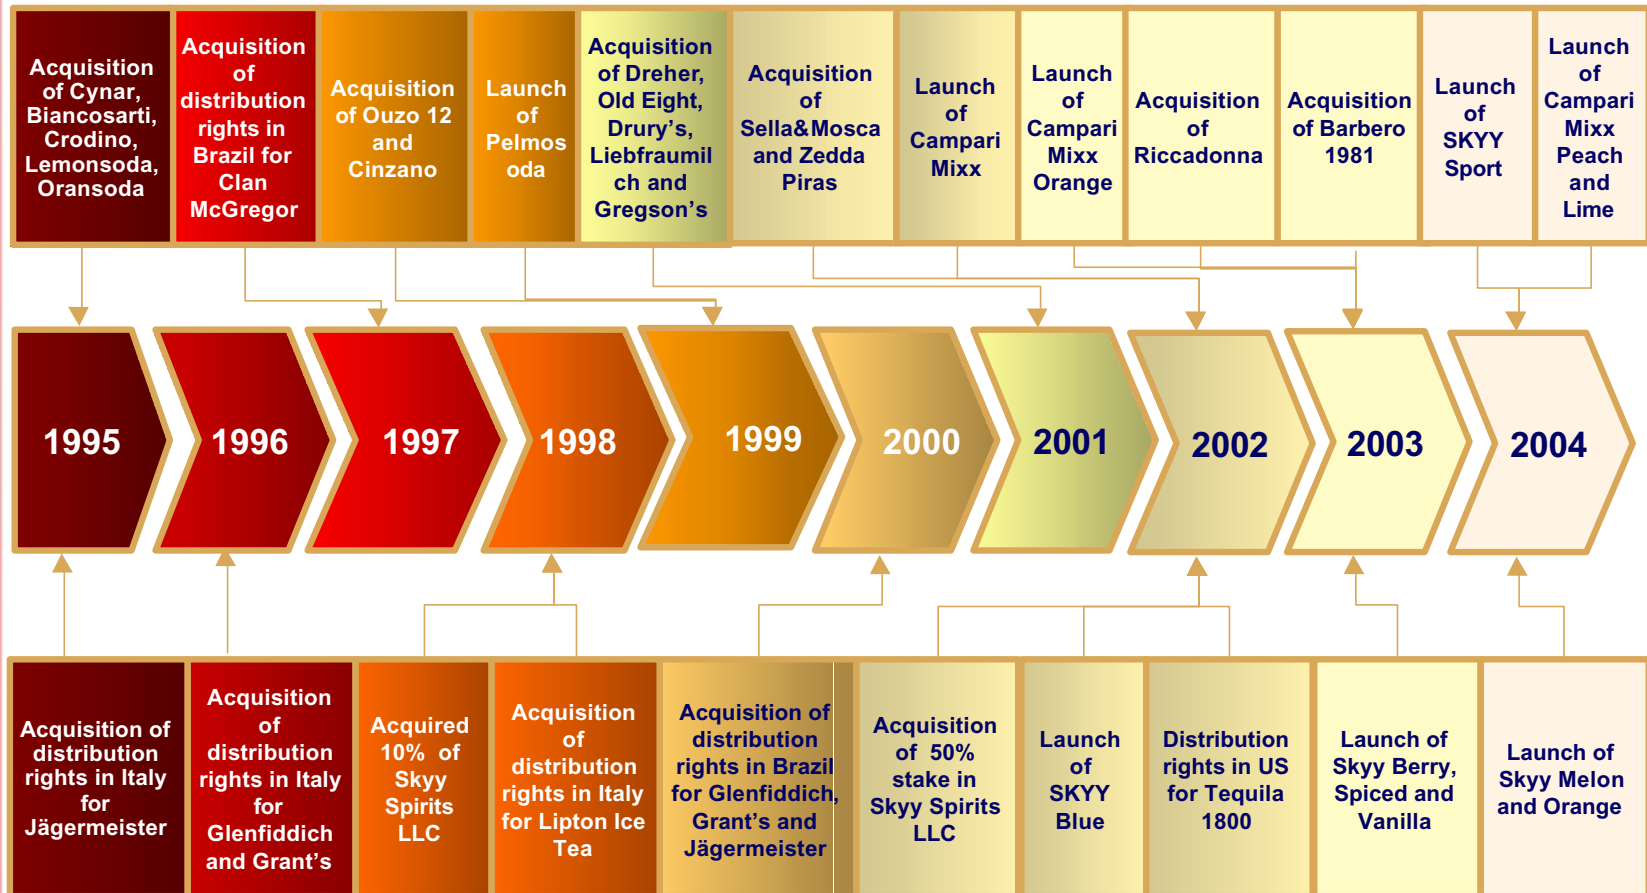 Acquisition
of Cynar,
Biancosarti,
Crodino,
Lemonsoda,
Oransoda
Acquisition
of
distribution
rights in
Brazil for
Clan
McGregor
Acquisition
of Ouzo 12
and
Cinzano
Launch
of
Pelmos
oda
Acquisition
of Dreher,
Old Eight,
Drury's,
Liebfraumil
ch and
Gregson's
Acquisition
of
Sella&Mosca
and Zedda
Piras
Launch
of
Campari
Mixx
Launch
of
Campari
Mixx
Orange
Acquisition
of
Riccadonna
Acquisition
of Barbero
1981
Launch
of
SKYY
Sport
Launch
of
Campari
Mixx
Peach
and
Lime
1995
1996
1997
1998
1999
2000
2001
2002
2003
2004
Acquisition of
distribution
rights in Italy
for
Jägermeister
Acquisition
of
distribution
rights in Italy
for
Glenfiddich
and Grant's
Acquired
10% of
Skyy
Spirits
LLC
Acquisition
of
distribution
rights in Italy
for Lipton Ice
Tea
Acquisition of
distribution
rights in Brazil
for Glenfiddich,
Grant's and
Jägermeister
Acquisition
of 50%
stake in
Skyy Spirits
LLC
Launch
of
SKYY
Blue
Distribution
rights in US
for Tequila
1800
Launch of
Skyy Berry,
Spiced and
Vanilla
Launch of
Skyy Melon
and Orange